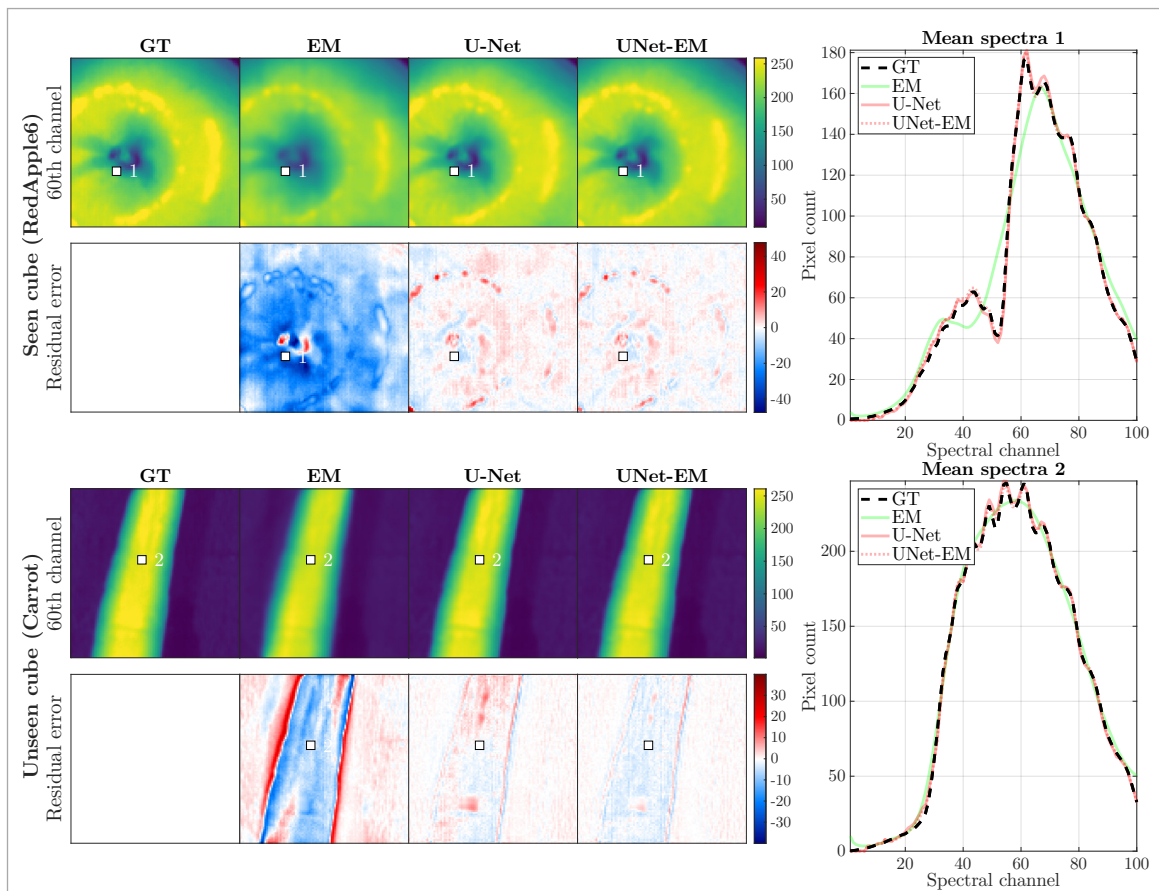 GT EM U-Net UNet-EM
Seen cube (RedApple6)
60th channel
1 1 1 1
250
200
150
100
50
Residual error
1
40
20
0
-20
-40
Mean spectra 1
GT
EM
U-Net
UNet-EM
Pixel count
180
160
140
120
100
80
60
40
20
0
20 40 60 80 100
Spectral channel
GT EM U-Net UNet-EM
Unseen cube (Carrot)
60th channel
2 2 2 2
250
200
150
100
50
Residual error
30
20
10
0
-10
-20
-30
Mean spectra 2
GT
EM
U-Net
UNet-EM
Pixel count
200
150
100
50
0
20 40 60 80 100
Spectral channel